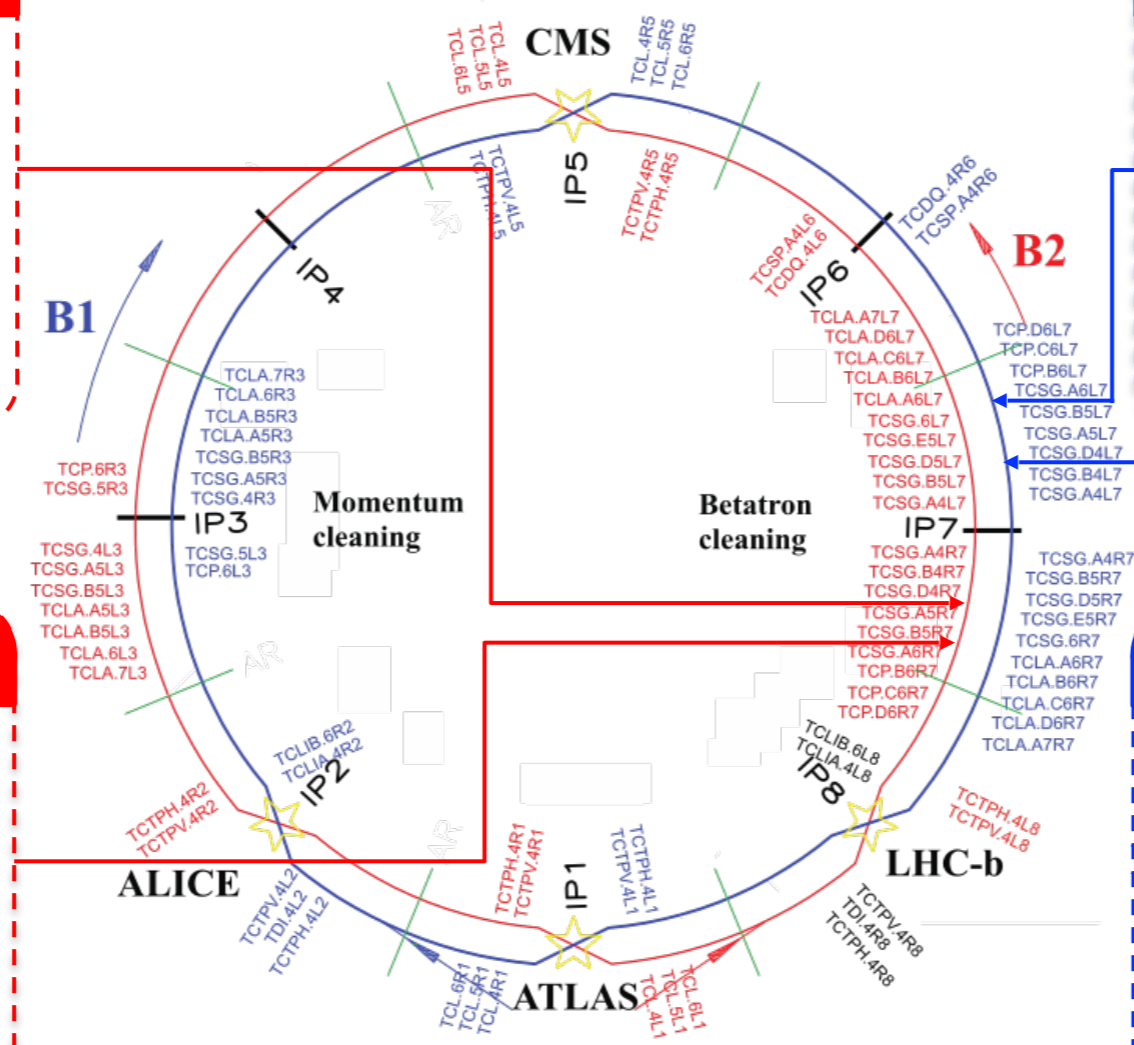 CMS
TCL.4L5
TCL.5L5
TCL.6L5
TCL.4R5
TCL.5R5
TCL.6R5
IP5
TCTPV.4L5
TCTPH.4L5
TCTPV.4R5
TCTPH.4R5
AR
TCDQ.4R6
TCSP.A4R6
TCSP.A4L6
TCDQ.4L6
IP6
B2
IP4
B1
TCLA.A7L7
TCLA.D6L7
TCLA.C6L7
TCLA.B6L7
TCLA.A6L7
TCSG.6L7
TCSG.E5L7
TCSG.D5L7
TCSG.B5L7
TCSG.A4L7
TCP.D6L7
TCP.C6L7
TCP.B6L7
TCSG.A6L7
TCSG.B5L7
TCSG.A5L7
TCSG.D4L7
TCSG.B4L7
TCSG.A4L7
TCLA.7R3
TCLA.6R3
TCLA.B5R3
TCLA.A5R3
TCSG.B5R3
TCSG.A5R3
TCSG.4R3
TCP.6R3
TCSG.5R3
IP3
Momentum
cleaning
Betatron
cleaning
IP7
TCSG.5L3
TCP.6L3
TCSG.4L3
TCSG.A5L3
TCSG.B5L3
TCLA.A5L3
TCLA.B5L3
TCLA.6L3
TCLA.7L3
TCSG.A4R7
TCSG.B4R7
TCSG.D4R7
TCSG.A5R7
TCSG.B5R7
TCSG.A6R7
TCP.B6R7
TCP.C6R7
TCP.D6R7
TCSG.A4R7
TCSG.B5R7
TCSG.D5R7
TCSG.E5R7
TCSG.6R7
TCLA.A6R7
TCLA.B6R7
TCLA.C6R7
TCLA.D6R7
TCLA.A7R7
AR
TCLIB.6R2
TCLIA.4R2
IP2
TCLIB.6L8
TCLIA.4L8
IP8
TCTPH.4R2
TCTPV.4R2
TCTPH.4L8
TCTPV.4L8
ALICE
LHC-b
AR
TCTPH.4R1
TCTPV.4R1
IP1
TCTPH.4L1
TCTPV.4L1
TCTPV.4L2
TDI.4L2
TCTPH.4L2
TCTPV.4R8
TDI.4R8
TCTPH.4R8
TCL.6R1
TCL.5R1
TCL.4R1
ATLAS
TCL.6L1
TCL.5L1
TCL.4L1